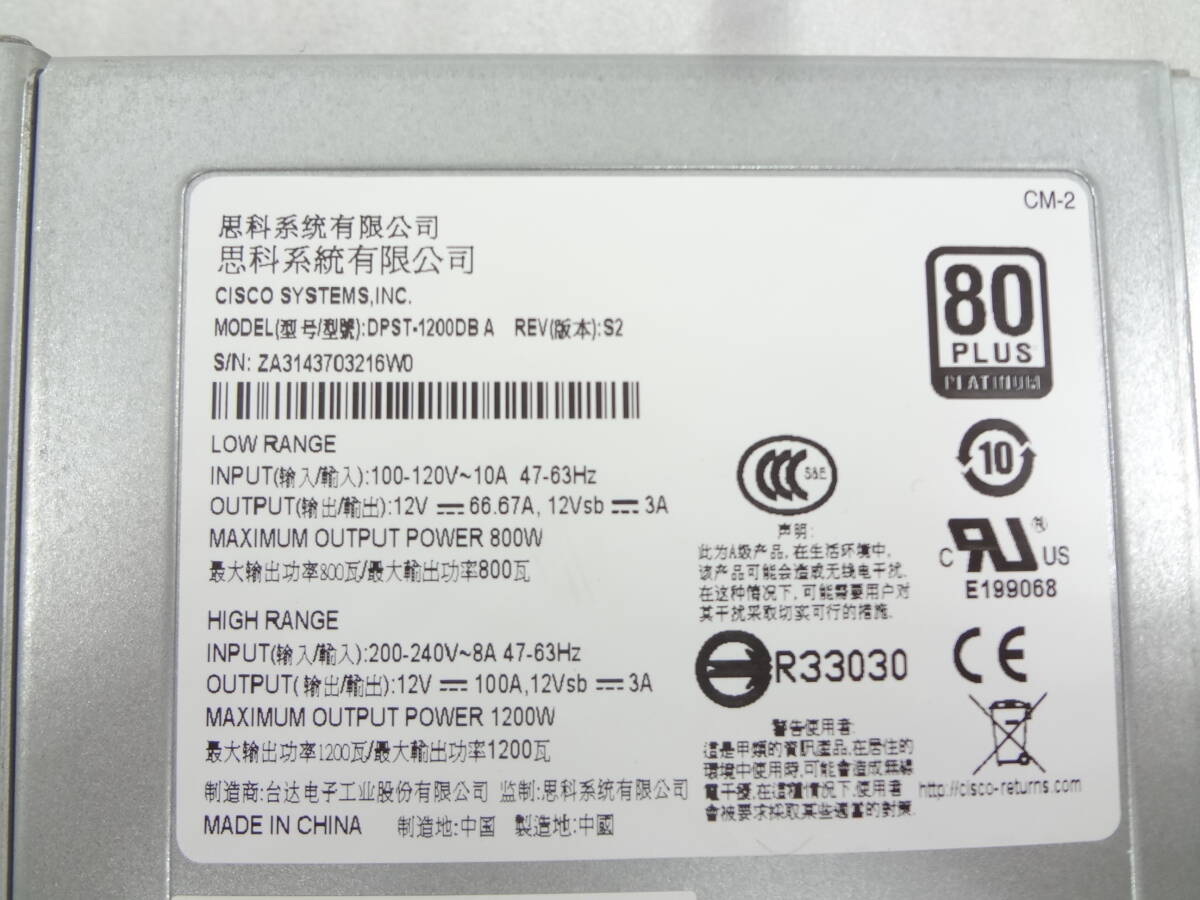 CM-2
思科系统有限公司
思科系統有限公司
CISCO SYSTEMS,INC.
MODEL(型号/型號):DPST-1200DB A REV(版本):S2
S/N: ZA3143703216W0
80
PLUS
PLATINUM
LOW RANGE
INPUT(输入/輸入):100-120V~10A 47-63Hz
OUTPUT(输出/輸出):12V ⎓ 66.67A, 12Vsb ⎓ 3A
MAXIMUM OUTPUT POWER 800W
最大输出功率800瓦/最大輸出功率800瓦
HIGH RANGE
INPUT(输入/輸入):200-240V~8A 47-63Hz
OUTPUT(输出/輸出):12V ⎓ 100A,12Vsb ⎓ 3A
MAXIMUM OUTPUT POWER 1200W
最大输出功率1200瓦/最大輸出功率1200瓦
制造商:台达电子工业股份有限公司 监制:思科系统有限公司
MADE IN CHINA 制造地:中国 製造地:中國
CCC S&E
10
声明:
此为A级产品,在生活环境中,
该产品可能会造成无线电干扰.
在这种情况下,可能需要用户对
其干扰采取切实可行的措施.
C RU ® US
E199068
R33030
CE
警告使用者:
這是甲類的資訊產品,在居住的
環境中使用時,可能會造成無線
電干擾,在這種情況下,使用者
會被要求採取某些適當的對策.
http://cisco-returns.com